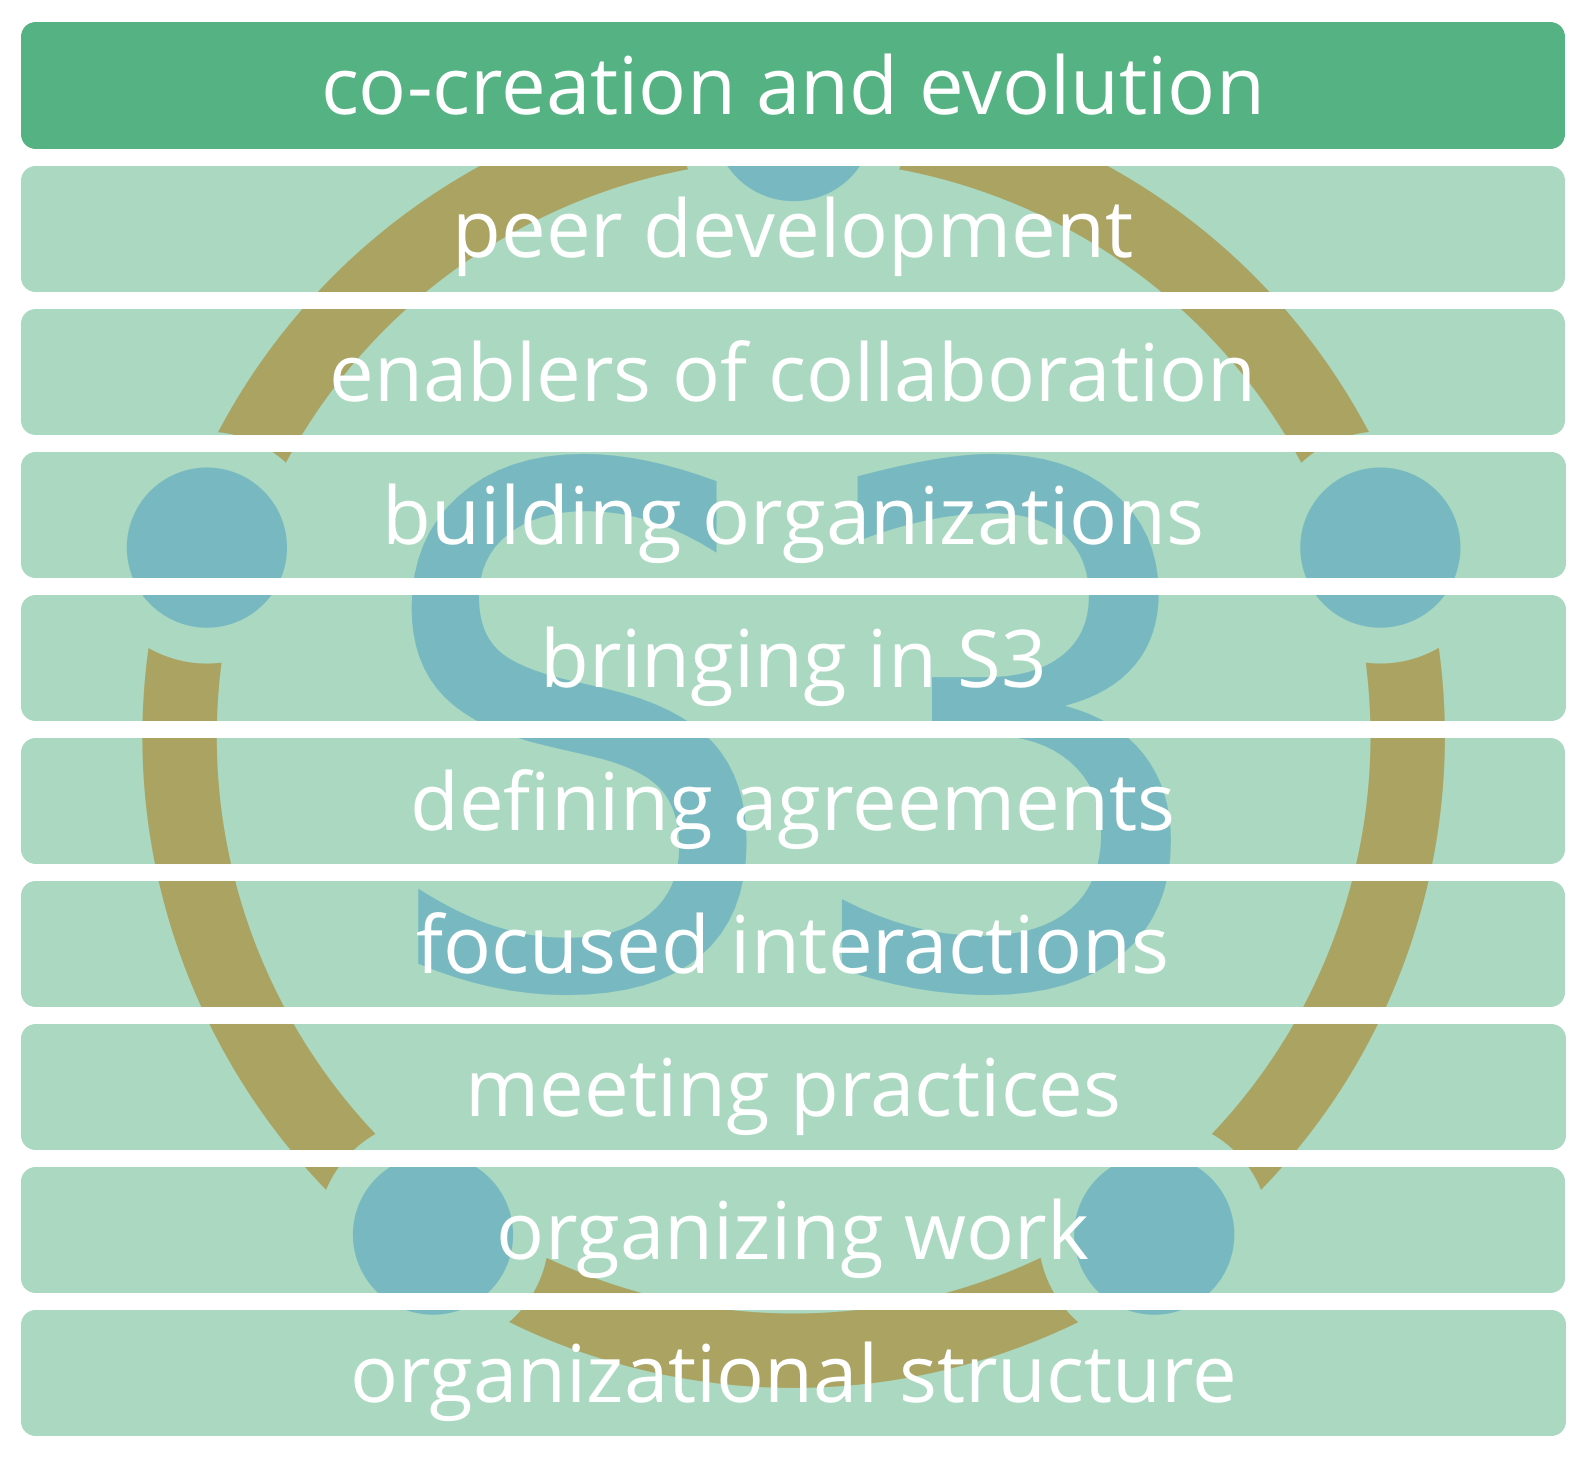 co-creation and evolution
peer development
enablers of collaboration
building organizations
bringing in S3
defining agreements
focused interactions
meeting practices
organizing work
organizational structure
S3